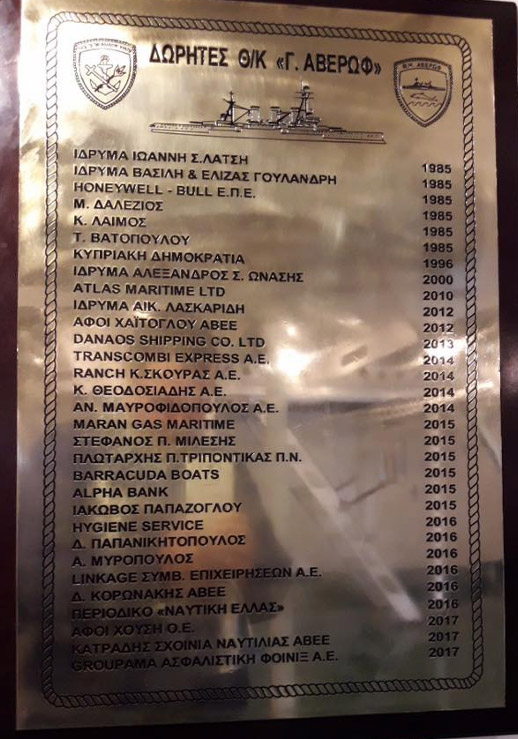 ΔΩΡΗΤΕΣ Θ/Κ «Γ. ΑΒΕΡΩΦ»
Θ/Κ ΑΒΕΡΩΦ
ΙΔΡΥΜΑ ΙΩΑΝΝΗ Σ.ΛΑΤΣΗ 1985
ΙΔΡΥΜΑ ΒΑΣΙΛΗ & ΕΛΙΖΑΣ ΓΟΥΛΑΝΔΡΗ 1985
HONEYWELL - BULL Ε.Π.Ε. 1985
Μ. ΔΑΛΕΖΙΟΣ 1985
Κ. ΛΑΙΜΟΣ 1985
Τ. ΒΑΤΟΠΟΥΛΟΥ 1985
ΚΥΠΡΙΑΚΗ ΔΗΜΟΚΡΑΤΙΑ 1996
ΙΔΡΥΜΑ ΑΛΕΞΑΝΔΡΟΣ Σ. ΩΝΑΣΗΣ 2000
ATLAS MARITIME LTD 2010
ΙΔΡΥΜΑ ΑΙΚ. ΛΑΣΚΑΡΙΔΗ 2012
ΑΦΟΙ ΧΑΪΤΟΓΛΟΥ ΑΒΕΕ 2012
DANAOS SHIPPING CO. LTD 2013
TRANSCOMBI EXPRESS Α.Ε. 2014
RANCH Κ.ΣΚΟΥΡΑΣ Α.Ε. 2014
Κ. ΘΕΟΔΟΣΙΑΔΗΣ Α.Ε. 2014
ΑΝ. ΜΑΥΡΟΦΙΔΟΠΟΥΛΟΣ Α.Ε. 2014
MARAN GAS MARITIME 2015
ΣΤΕΦΑΝΟΣ Π. ΜΙΛΕΣΗΣ 2015
ΠΛΩΤΑΡΧΗΣ Π.ΤΡΙΠΟΝΤΙΚΑΣ Π.Ν. 2015
BARRACUDA BOATS 2015
ALPHA BANK 2015
ΙΑΚΩΒΟΣ ΠΑΠΑΖΟΓΛΟΥ 2015
HYGIENE SERVICE 2016
Δ. ΠΑΠΑΝΙΚΗΤΟΠΟΥΛΟΣ 2016
Α. ΜΥΡΟΠΟΥΛΟΣ 2016
LINKAGE ΣΥΜΒ. ΕΠΙΧΕΙΡΗΣΕΩΝ Α.Ε. 2016
Δ. ΚΟΡΩΝΑΚΗΣ ΑΒΕΕ 2016
ΠΕΡΙΟΔΙΚΟ «ΝΑΥΤΙΚΗ ΕΛΛΑΣ» 2016
ΑΦΟΙ ΧΟΥΣΗ Ο.Ε. 2017
ΚΑΤΡΑΔΗΣ ΣΧΟΙΝΙΑ ΝΑΥΤΙΛΙΑΣ ΑΒΕΕ 2017
GROUPAMA ΑΣΦΑΛΙΣΤΙΚΗ ΦΟΙΝΙΞ Α.Ε. 2017